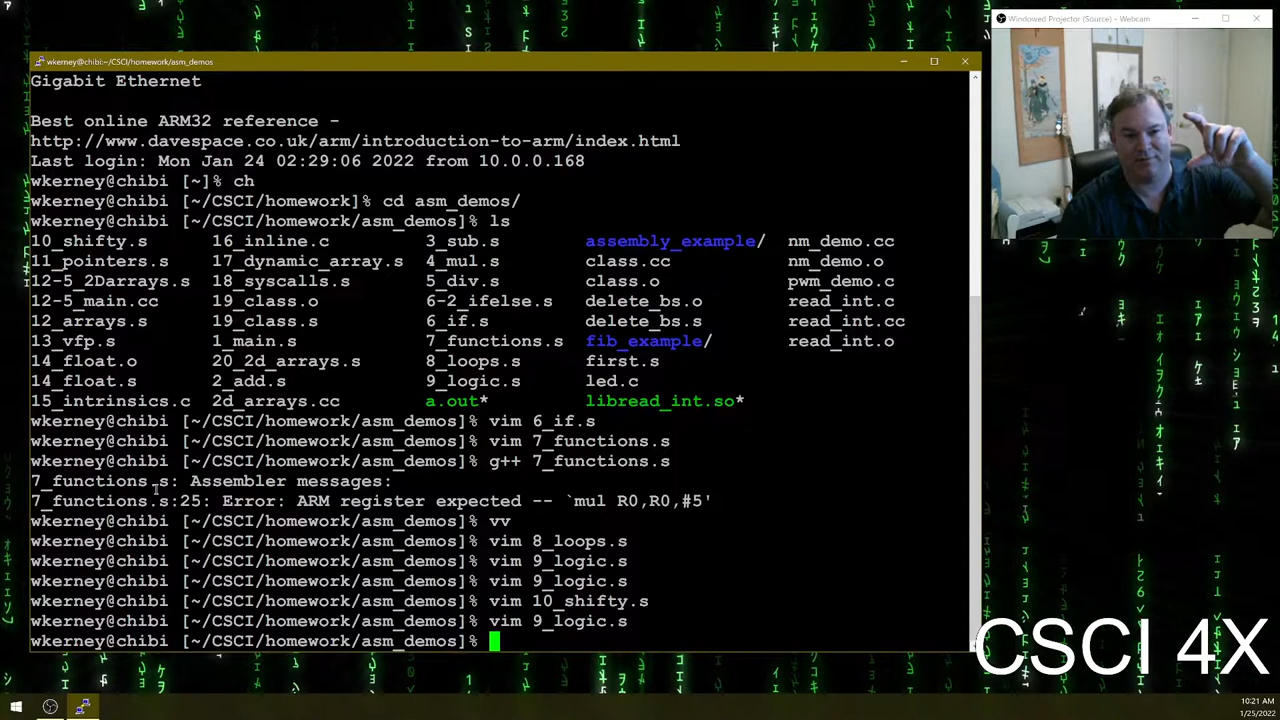 Windowed Projector (Source) - Webcam
wkerney@chibi:~/CSCI/homework/asm_demos
Gigabit Ethernet
Best online ARM32 reference -
http://www.davespace.co.uk/arm/introduction-to-arm/index.html
Last login: Mon Jan 24 02:29:06 2022 from 10.0.0.168
wkerney@chibi [~]% ch
wkerney@chibi [~/CSCI/homework]% cd asm_demos/
wkerney@chibi [~/CSCI/homework/asm_demos]% ls
10_shifty.s 16_inline.c 3_sub.s assembly_example/ nm_demo.cc
11_pointers.s 17_dynamic_array.s 4_mul.s class.cc nm_demo.o
12-5_2Darrays.s 18_syscalls.s 5_div.s class.o pwm_demo.c
12-5_main.cc 19_class.o 6-2_ifelse.s delete_bs.o read_int.c
12_arrays.s 19_class.s 6_if.s delete_bs.s read_int.cc
13_vfp.s 1_main.s 7_functions.s fib_example/ read_int.o
14_float.o 20_2d_arrays.s 8_loops.s first.s
14_float.s 2_add.s 9_logic.s led.c
15_intrinsics.c 2d_arrays.cc a.out* libread_int.so*
wkerney@chibi [~/CSCI/homework/asm_demos]% vim 6_if.s
wkerney@chibi [~/CSCI/homework/asm_demos]% vim 7_functions.s
wkerney@chibi [~/CSCI/homework/asm_demos]% g++ 7_functions.s
7_functions.s: Assembler messages:
7_functions.s:25: Error: ARM register expected -- `mul R0,R0,#5'
wkerney@chibi [~/CSCI/homework/asm_demos]% vv
wkerney@chibi [~/CSCI/homework/asm_demos]% vim 8_loops.s
wkerney@chibi [~/CSCI/homework/asm_demos]% vim 9_logic.s
wkerney@chibi [~/CSCI/homework/asm_demos]% vim 9_logic.s
wkerney@chibi [~/CSCI/homework/asm_demos]% vim 10_shifty.s
wkerney@chibi [~/CSCI/homework/asm_demos]% vim 9_logic.s
wkerney@chibi [~/CSCI/homework/asm_demos]%
CSCI 4X
10:21 AM
1/25/2022